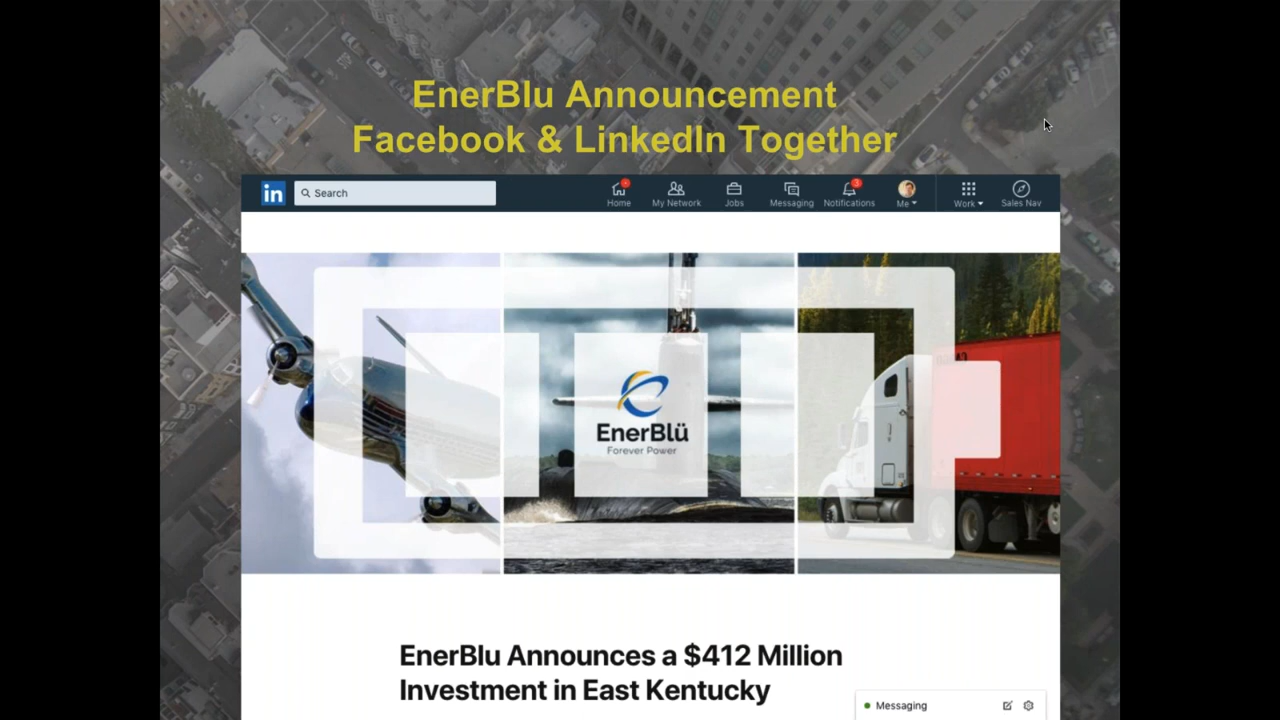 EnerBlu Announcement
Facebook & LinkedIn Together
in
Search
Home
My Network
Jobs
Messaging
3
Notifications
Me
Work
Sales Nav
EnerBlü
Forever Power
EnerBlu Announces a $412 Million
Investment in East Kentucky
Messaging